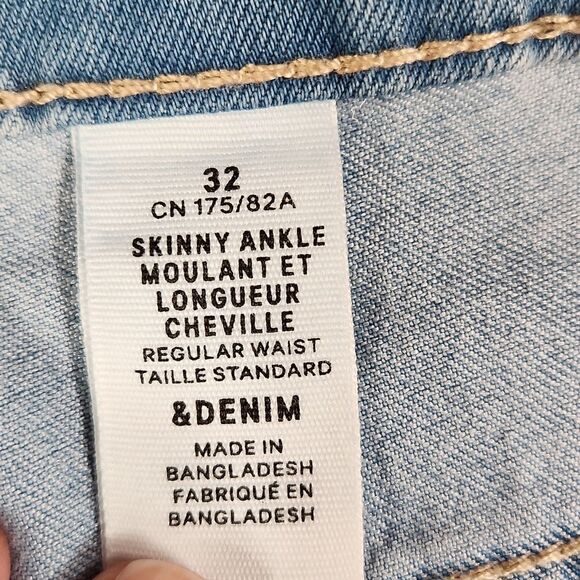 32
CN 175/82A
SKINNY ANKLE
MOULANT ET
LONGUEUR
CHEVILLE
REGULAR WAIST
TAILLE STANDARD
&DENIM
MADE IN
BANGLADESH
FABRIQUÉ EN
BANGLADESH